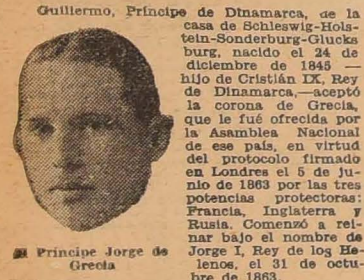 Guillermo, Príncipe de Dinamarca, de la
casa de Schleswig-Hols-
tein-Sonderburg-Glucks
burg, nacido el 24 de
diciembre de 1845 —
hijo de Cristián IX, Rey
de Dinamarca,—aceptó
la corona de Grecia,
que le fué ofrecida por
la Asamblea Nacional
de ese país, en virtud
del protocolo firmado
en Londres el 5 de ju-
nio de 1863 por las tres
potencias protectoras:
Francia, Inglaterra y
Rusia. Comenzó a rei-
nar bajo el nombre de
Jorge I, Rey de los He-
lenos, el 31 de octu-
bre de 1863.
Príncipe Jorge de
Grecia